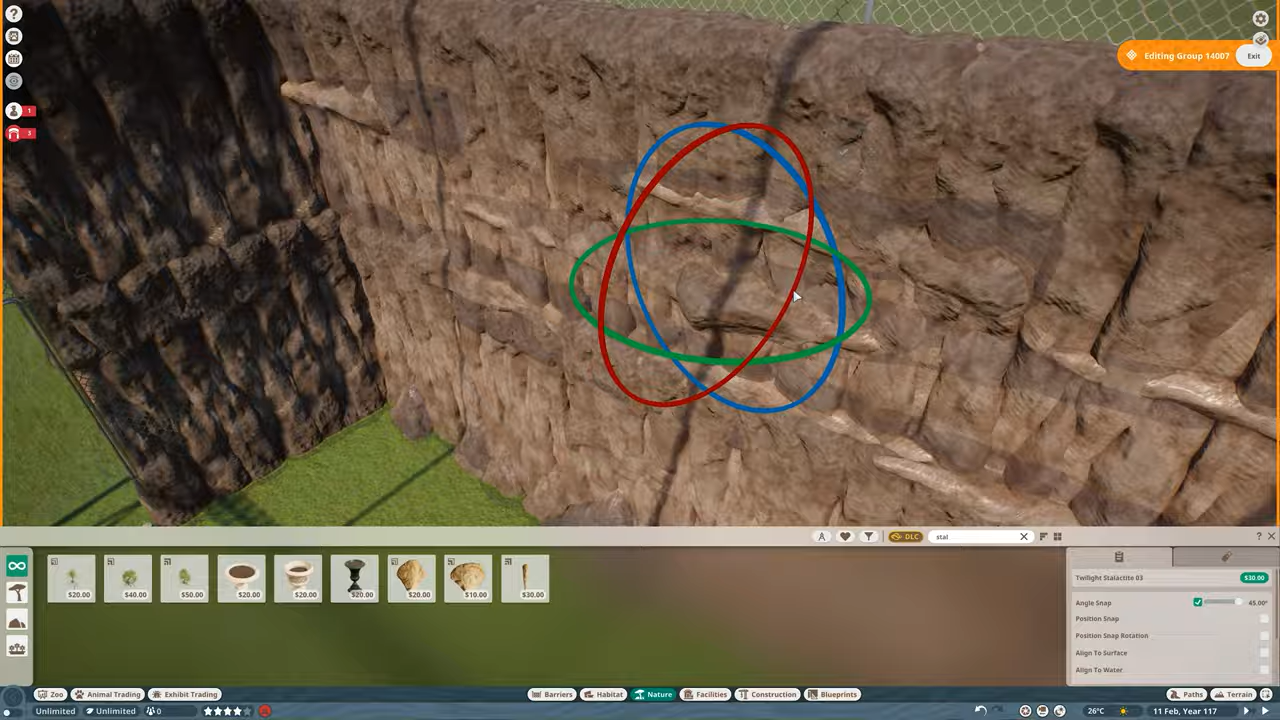 ?
Editing Group 14007
Exit
1
3
DLC
stal
?
$20.00
$40.00
$50.00
$20.00
$20.00
$20.00
$20.00
$10.00
$30.00
Twilight Stalactite 03
$30.00
Angle Snap
45.00°
Position Snap
Position Snap Rotation
Align To Surface
Align To Water
Zoo
Animal Trading
Exhibit Trading
Barriers
Habitat
Nature
Facilities
Construction
Blueprints
Paths
Terrain
Unlimited
Unlimited
0
26°C
11 Feb, Year 117